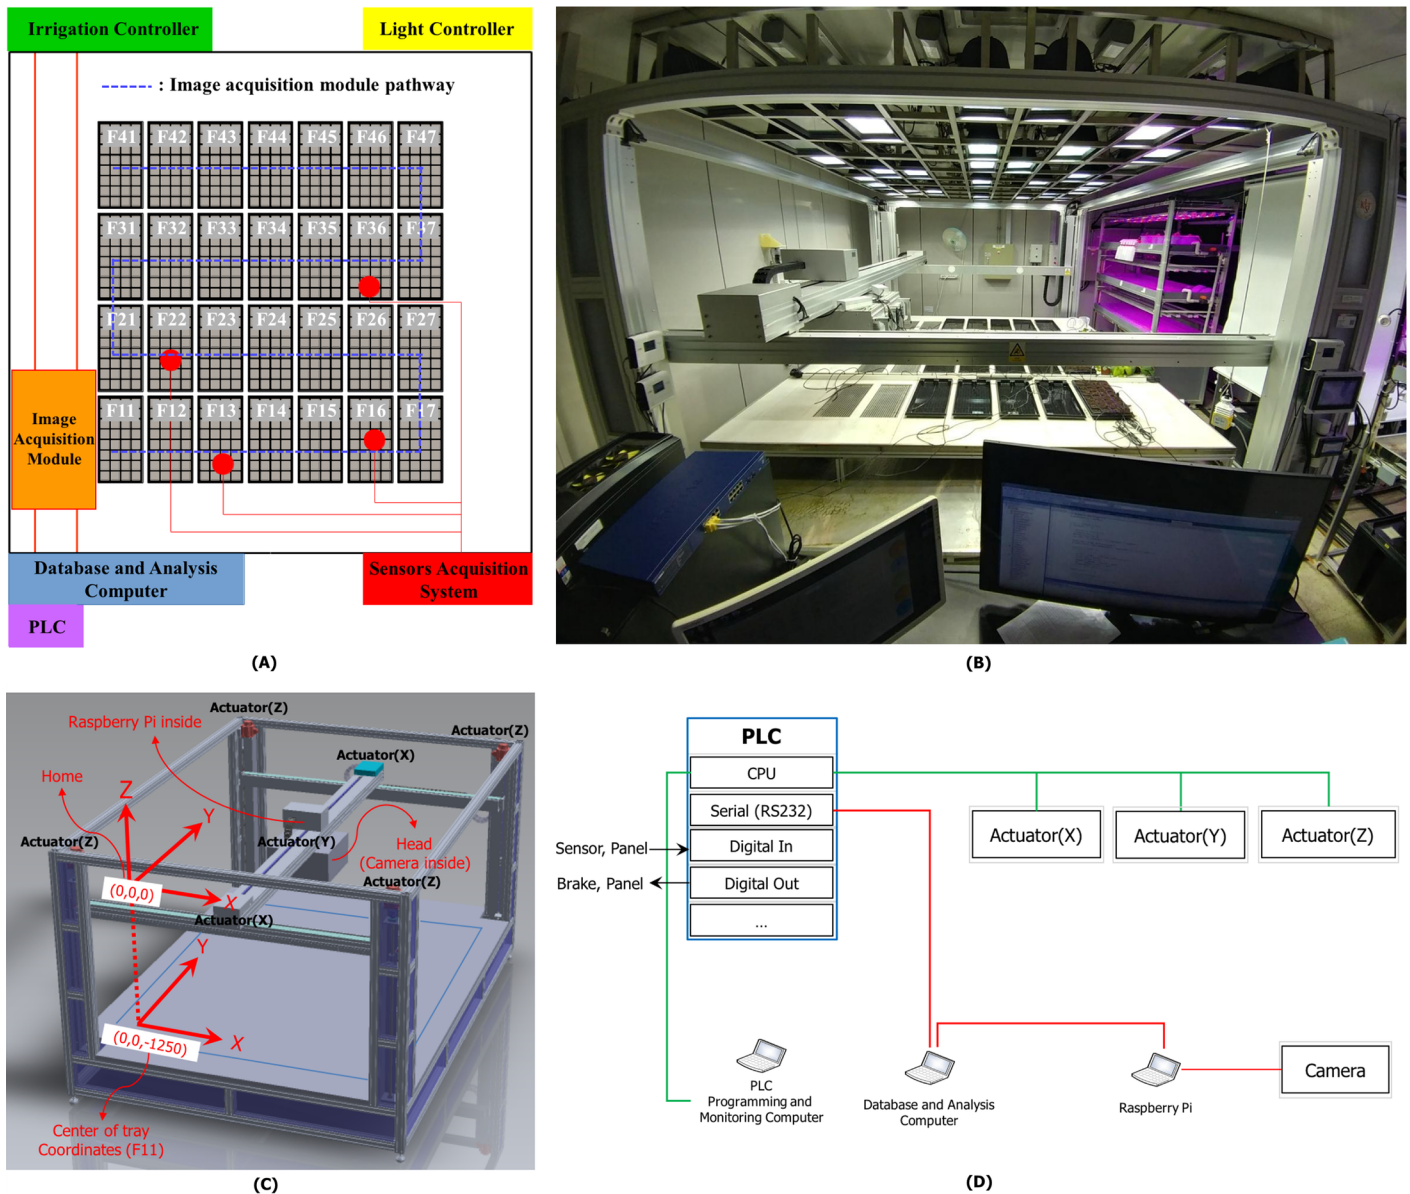 Irrigation Controller
Light Controller
: Image acquisition module pathway
F41 F42 F43 F44 F45 F46 F47
F31 F32 F33 F34 F35 F36 F37
F21 F22 F23 F24 F25 F26 F27
F11 F12 F13 F14 F15 F16 F17
Image
Acquisition
Module
Database and Analysis
Computer
Sensors Acquisition
System
PLC
(A)
(B)
Actuator(Z)
Raspberry Pi inside
Actuator(Z)
Actuator(X)
Home
Z
Y
Actuator(Z)
Actuator(Y)
Head
(Camera inside)
(0,0,0)
X
Actuator(Z)
Actuator(X)
Y
(0,0,-1250)
X
Center of tray
Coordinates (F11)
(C)
PLC
CPU
Serial (RS232)
Digital In
Digital Out
...
Sensor, Panel
Brake, Panel
Actuator(X)
Actuator(Y)
Actuator(Z)
PLC
Programming and
Monitoring Computer
Database and Analysis
Computer
Raspberry Pi
Camera
(D)